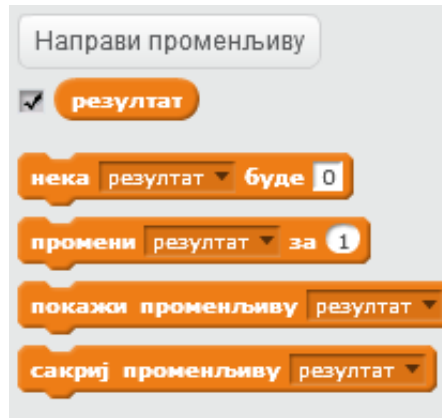 Направи променљиву
резултат
нека резултат буде 0
промени резултат за 1
покажи променљиву резултат
сакриј променљиву резултат